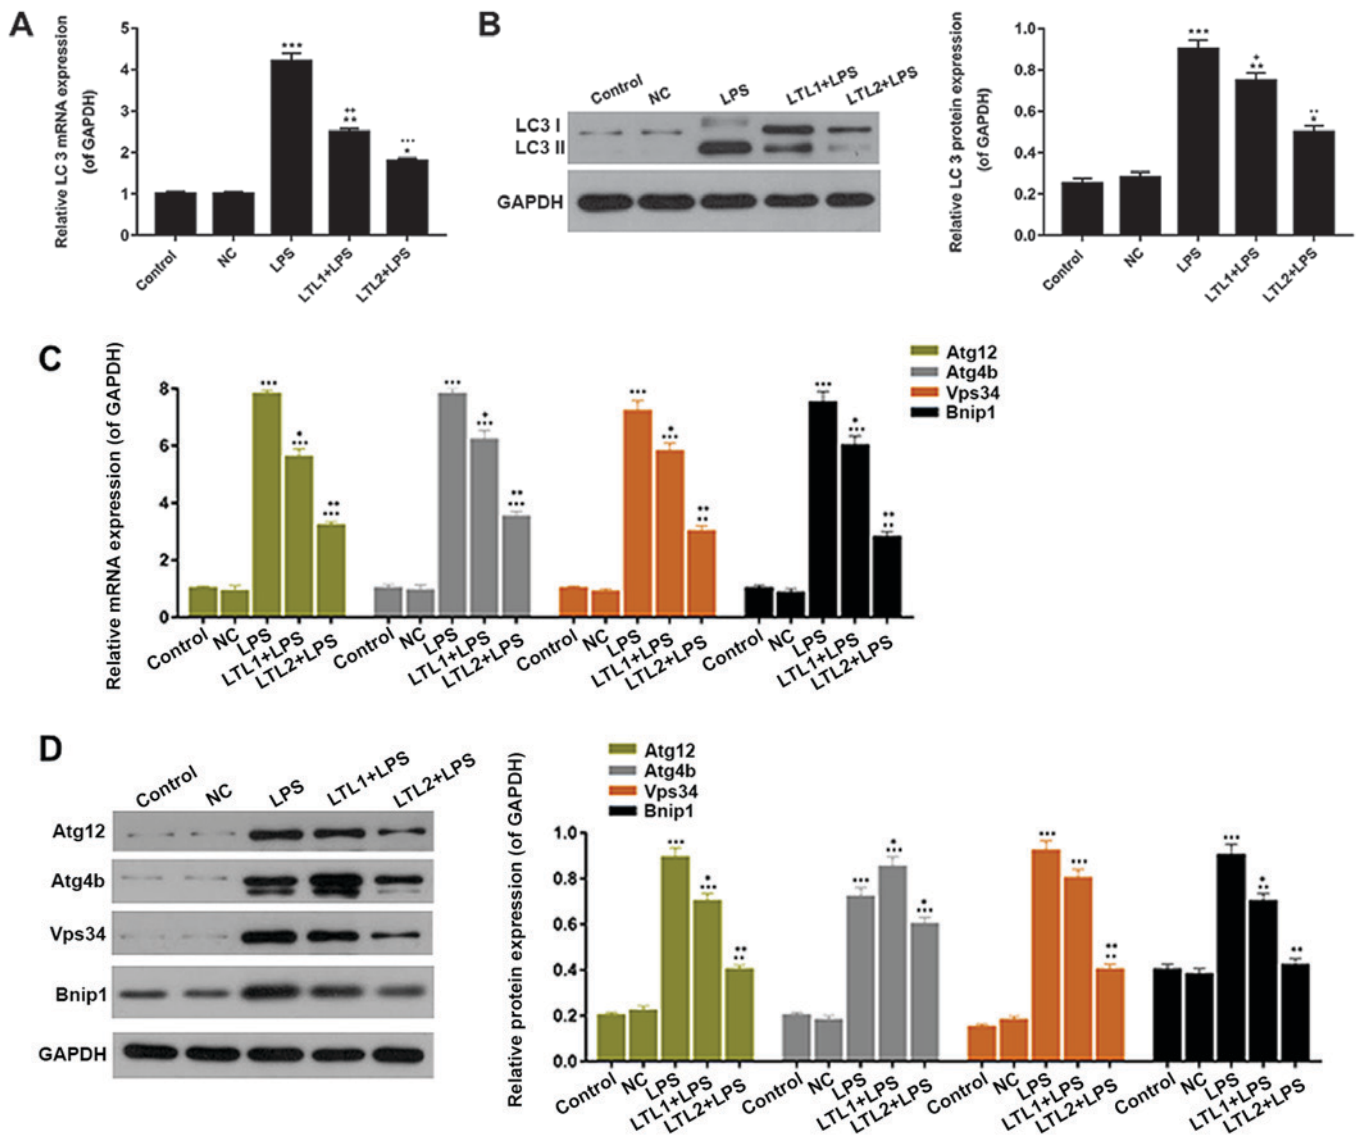 A
Relative LC 3 mRNA expression
(of GAPDH)
5
4
3
2
1
0
***
++
**
***
*
Control
NC
LPS
LTL1+LPS
LTL2+LPS
B
Control
NC
LPS
LTL1+LPS
LTL2+LPS
LC3 I
LC3 II
GAPDH
Relative LC 3 protein expression
(of GAPDH)
1.0
0.8
0.6
0.4
0.2
0.0
***
+
**
**
*
Control
NC
LPS
LTL1+LPS
LTL2+LPS
C
Relative mRNA expression (of GAPDH)
8
6
4
2
0
Atg12
Atg4b
Vps34
Bnip1
***
*
***
**
***
***
+
***
**
***
***
*
***
**
**
***
*
***
**
**
Control
NC
LPS
LTL1+LPS
LTL2+LPS
Control
NC
LPS
LTL1+LPS
LTL2+LPS
Control
NC
LPS
LTL1+LPS
LTL2+LPS
Control
NC
LPS
LTL1+LPS
LTL2+LPS
D
Control
NC
LPS
LTL1+LPS
LTL2+LPS
Atg12
Atg4b
Vps34
Bnip1
GAPDH
Relative protein expression (of GAPDH)
Atg12
Atg4b
Vps34
Bnip1
1.0
0.8
0.6
0.4
0.2
0.0
***
*
***
**
**
***
*
***
*
***
***
***
**
**
***
*
**
**
Control
NC
LPS
LTL1+LPS
LTL2+LPS
Control
NC
LPS
LTL1+LPS
LTL2+LPS
Control
NC
LPS
LTL1+LPS
LTL2+LPS
Control
NC
LPS
LTL1+LPS
LTL2+LPS